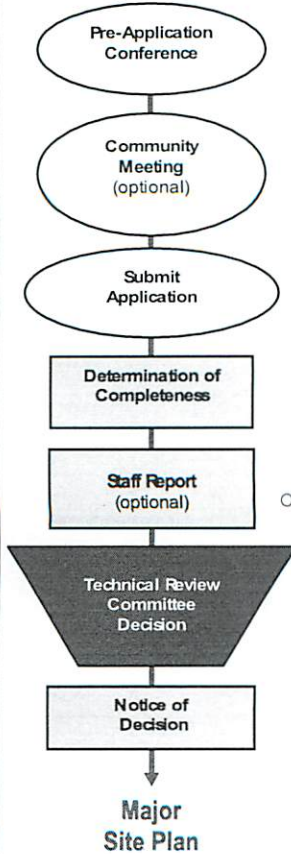 Pre-Application
Conference
Community
Meeting
(optional)
Submit
Application
Determination of
Completeness
Staff Report
(optional)
Technical Review
Committee
Decision
Notice of
Decision
Major
Site Plan